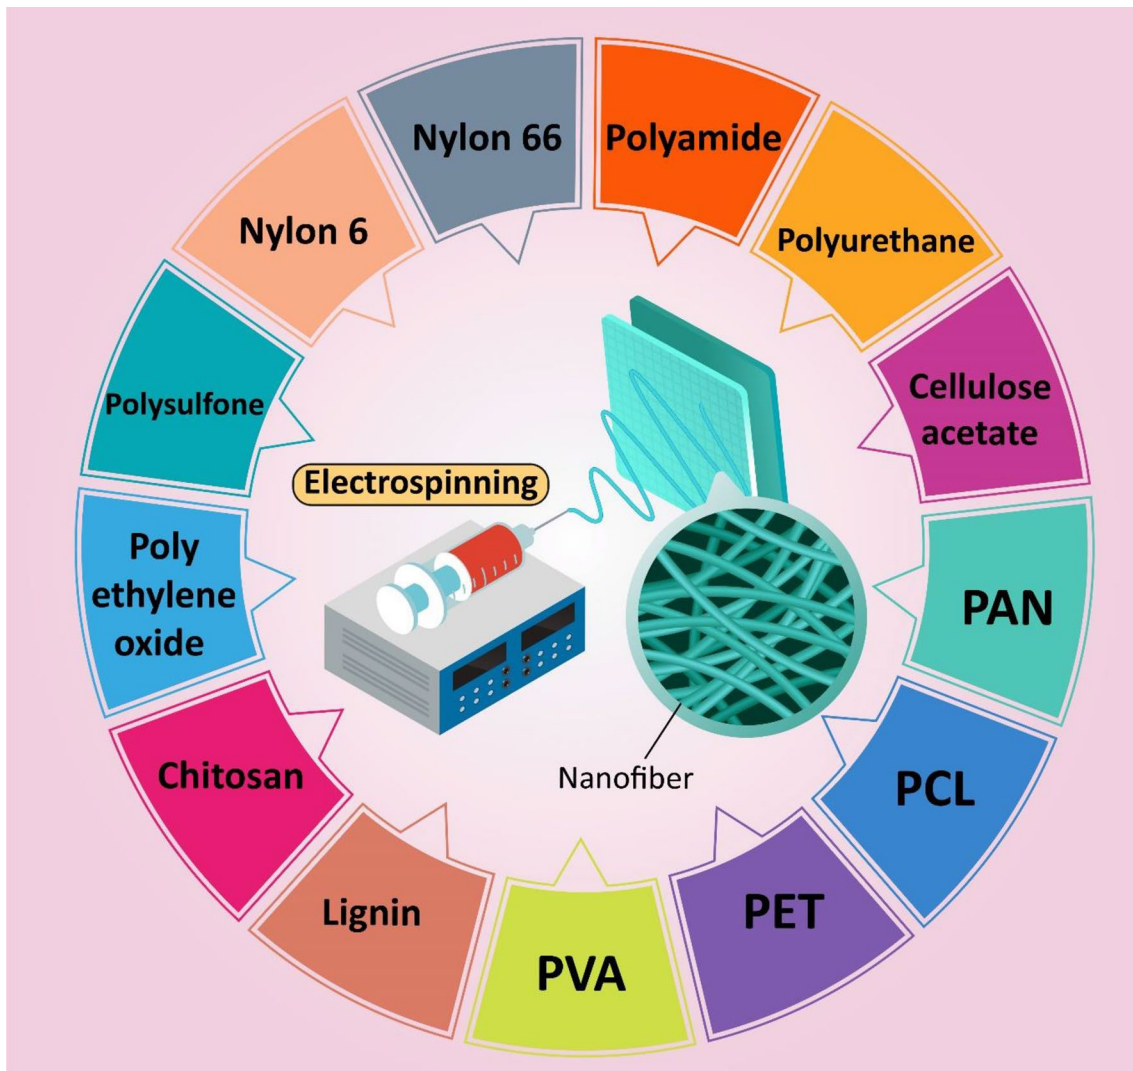 Nylon 66
Polyamide
Polyurethane
Cellulose
acetate
PAN
PCL
PET
PVA
Lignin
Chitosan
Poly
ethylene
oxide
Polysulfone
Nylon 6
Electrospinning
Nanofiber